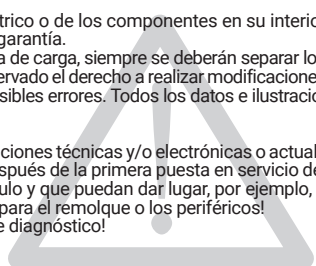 trico o de los componentes en su interio
garantía.
a de carga, siempre se deberán separar lo
ervado el derecho a realizar modificacione
sibles errores. Todos los datos e ilustracio
ciones técnicas y/o electrónicas o actual
spués de la primera puesta en servicio de
ulo y que puedan dar lugar, por ejemplo,
para el remolque o los periféricos!
e diagnóstico!